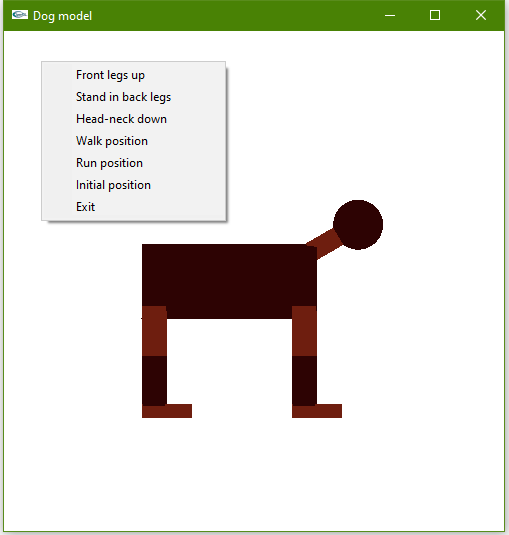 Dog model
Front legs up
Stand in back legs
Head-neck down
Walk position
Run position
Initial position
Exit